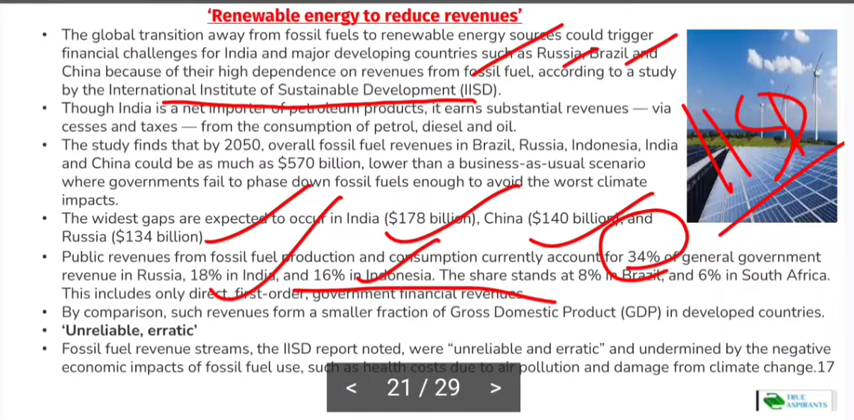 ‘Renewable energy to reduce revenues’
• The global transition away from fossil fuels to renewable energy sources could trigger
financial challenges for India and major developing countries such as Russia, Brazil and
China because of their high dependence on revenues from fossil fuel, according to a study
by the International Institute of Sustainable Development (IISD).
• Though India is a net importer of petroleum products, it earns substantial revenues — via
cesses and taxes — from the consumption of petrol, diesel and oil.
• The study finds that by 2050, overall fossil fuel revenues in Brazil, Russia, Indonesia, India
and China could be as much as $570 billion, lower than a business-as-usual scenario
where governments fail to phase down fossil fuels enough to avoid the worst climate
impacts.
• The widest gaps are expected to occur in India ($178 billion), China ($140 billion), and
Russia ($134 billion).
• Public revenues from fossil fuel production and consumption currently account for 34% of general government
revenue in Russia, 18% in India, and 16% in Indonesia. The share stands at 8% in Brazil, and 6% in South Africa.
This includes only direct, first-order, government financial revenues.
• By comparison, such revenues form a smaller fraction of Gross Domestic Product (GDP) in developed countries.
• ‘Unreliable, erratic’
• Fossil fuel revenue streams, the IISD report noted, were “unreliable and erratic” and undermined by the negative
economic impacts of fossil fuel use, such as health costs due to air pollution and damage from climate change.17
< 21 / 29 >
TRUE
ASPIRANTS